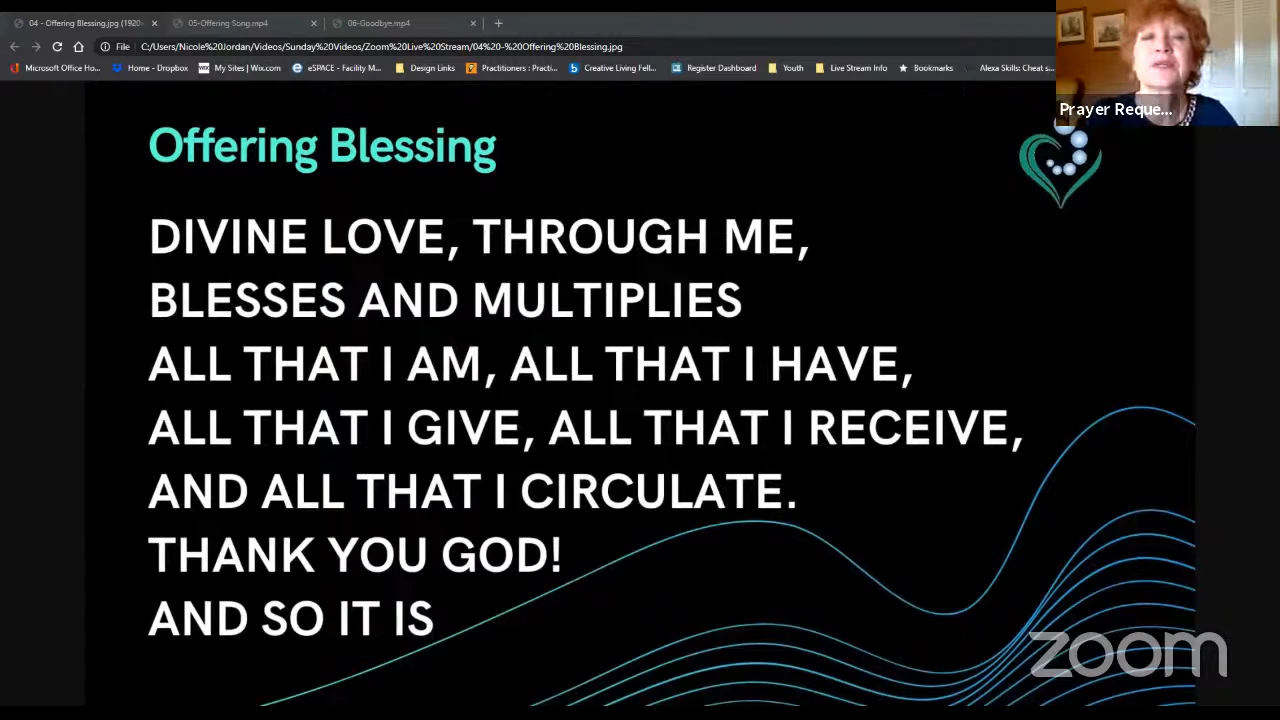 04 - Offering Blessing.jpg (1920×
05-Offering Song.mp4
06-Goodbye.mp4
File
C:/Users/Nicole%20Jordan/Videos/Sunday%20Videos/Zoom%20Live%20Stream/04%20-%20Offering%20Blessing.jpg
Microsoft Office Ho...
Home - Dropbox
My Sites | Wix.com
eSPACE - Facility M...
Design Links
Practitioners : Practi...
Creative Living Fell...
Register Dashboard
Youth
Live Stream Info
Bookmarks
Alexa Skills: Cheat s...
Prayer Reque...
Offering Blessing
DIVINE LOVE, THROUGH ME,
BLESSES AND MULTIPLIES
ALL THAT I AM, ALL THAT I HAVE,
ALL THAT I GIVE, ALL THAT I RECEIVE,
AND ALL THAT I CIRCULATE.
THANK YOU GOD!
AND SO IT IS
zoom